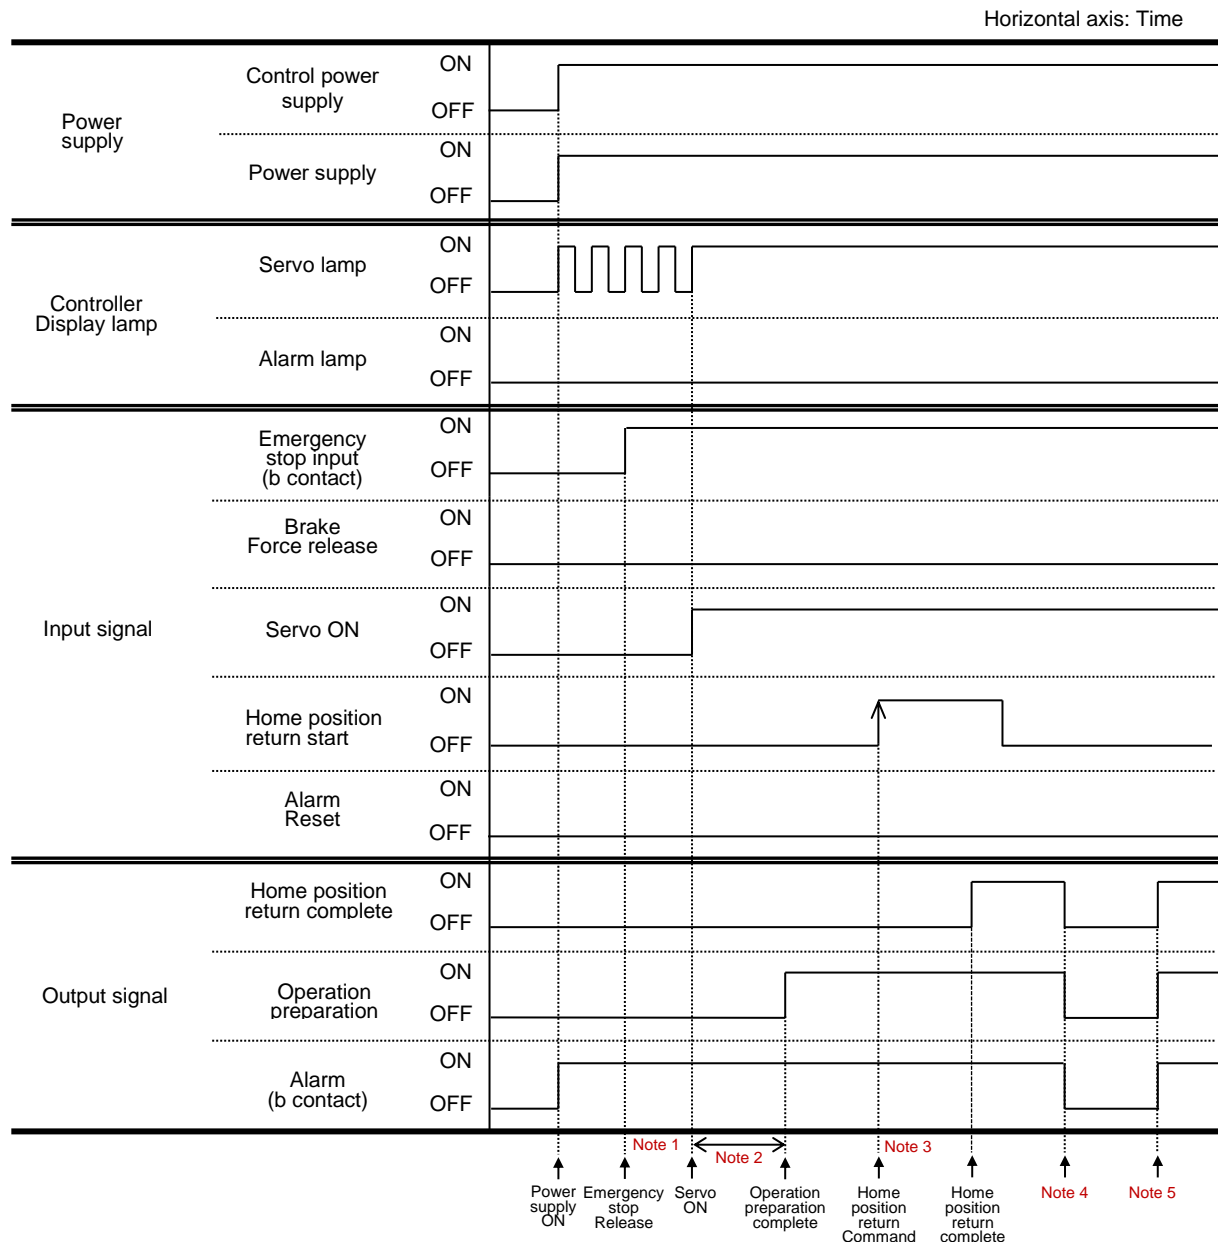 Horizontal axis: Time
Power
supply
Control power
supply
ON
OFF
Power supply
ON
OFF
Controller
Display lamp
Servo lamp
ON
OFF
Alarm lamp
ON
OFF
Input signal
Emergency
stop input
(b contact)
ON
OFF
Brake
Force release
ON
OFF
Servo ON
ON
OFF
Home position
return start
ON
OFF
Alarm
Reset
ON
OFF
Output signal
Home position
return complete
ON
OFF
Operation
preparation
ON
OFF
Alarm
(b contact)
ON
OFF
Note 1
Note 2
Note 3
Power
supply
ON
Emergency
stop
Release
Servo
ON
Operation
preparation
complete
Home
position
return
Command
Home
position
return
complete
Note 4
Note 5